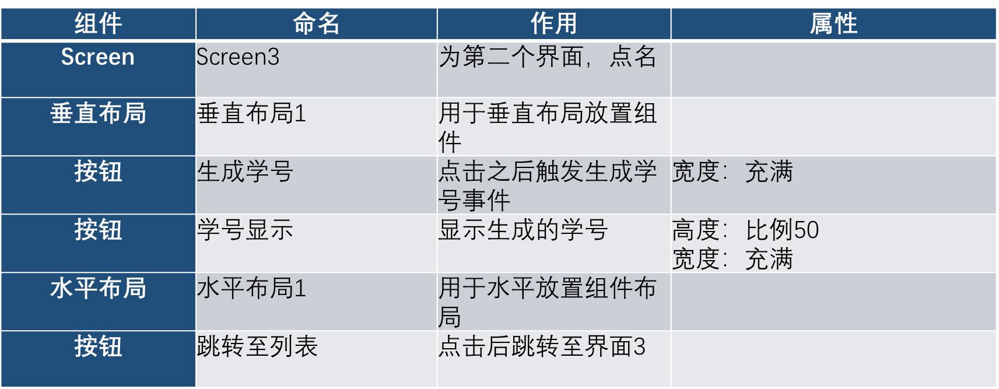 组件 命名 作用 属性
Screen Screen3 为第二个界面，点名
垂直布局 垂直布局1 用于垂直布局放置组
件
按钮 生成学号 点击之后触发生成学 宽度：充满
号事件
按钮 学号显示 显示生成的学号 高度：比例50
宽度：充满
水平布局 水平布局1 用于水平放置组件布
局
按钮 跳转至列表 点击后跳转至界面3